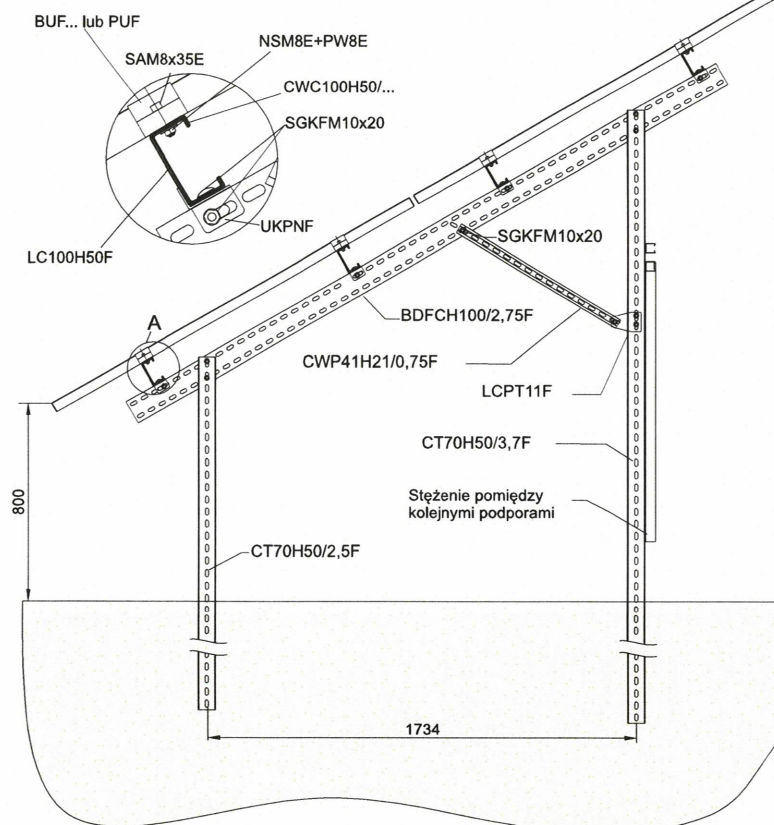 BUF... lub PUF
NSM8E+PW8E
SAM8x35E
CWC100H50/...
SGKFM10x20
UKPNF
LC100H50F
SGKFM10x20
A
BDFCH100/2,75F
CWP41H21/0,75F
LCPT11F
CT70H50/3,7F
800
Stężenie pomiędzy
kolejnymi podporami
CT70H50/2,5F
1734